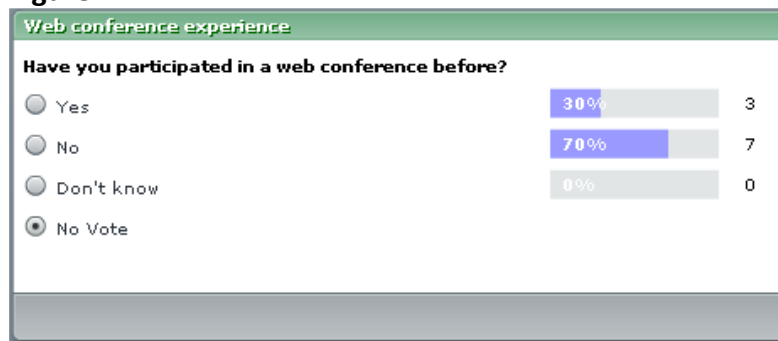 Web conference experience
Have you participated in a web conference before?
Yes 30% 3
No 70% 7
Don't know 0% 0
No Vote